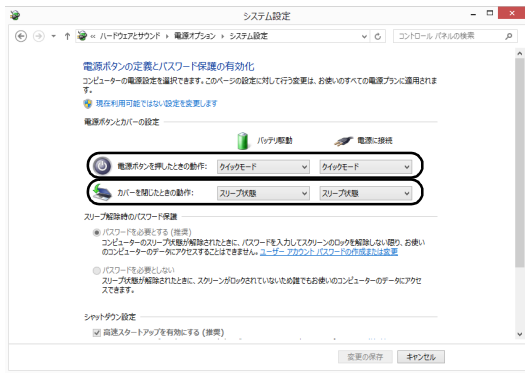 システム設定
« ハードウェアとサウンド › 電源オプション › システム設定
コントロール パネルの検索
電源ボタンの定義とパスワード保護の有効化
コンピューターの電源設定を選択できます。このページの設定に対して行う変更は、お使いのすべての電源プランに適用されま
す。
現在利用可能ではない設定を変更します
電源ボタンとカバーの設定
バッテリ駆動 電源に接続
電源ボタンを押したときの動作: クイックモード クイックモード
カバーを閉じたときの動作: スリープ状態 スリープ状態
スリープ解除時のパスワード保護
パスワードを必要とする (推奨)
コンピューターのスリープ状態が解除されたときに、パスワードを入力してスクリーンのロックを解除しない限り、お使い
のコンピューターのデータにアクセスすることはできません。ユーザー アカウント パスワードの作成または変更
パスワードを必要としない
スリープ状態が解除されたときに、スクリーンがロックされていないため誰でもお使いのコンピューターのデータにアクセ
スできます。
シャットダウン設定
高速スタートアップを有効にする (推奨)
変更の保存 キャンセル